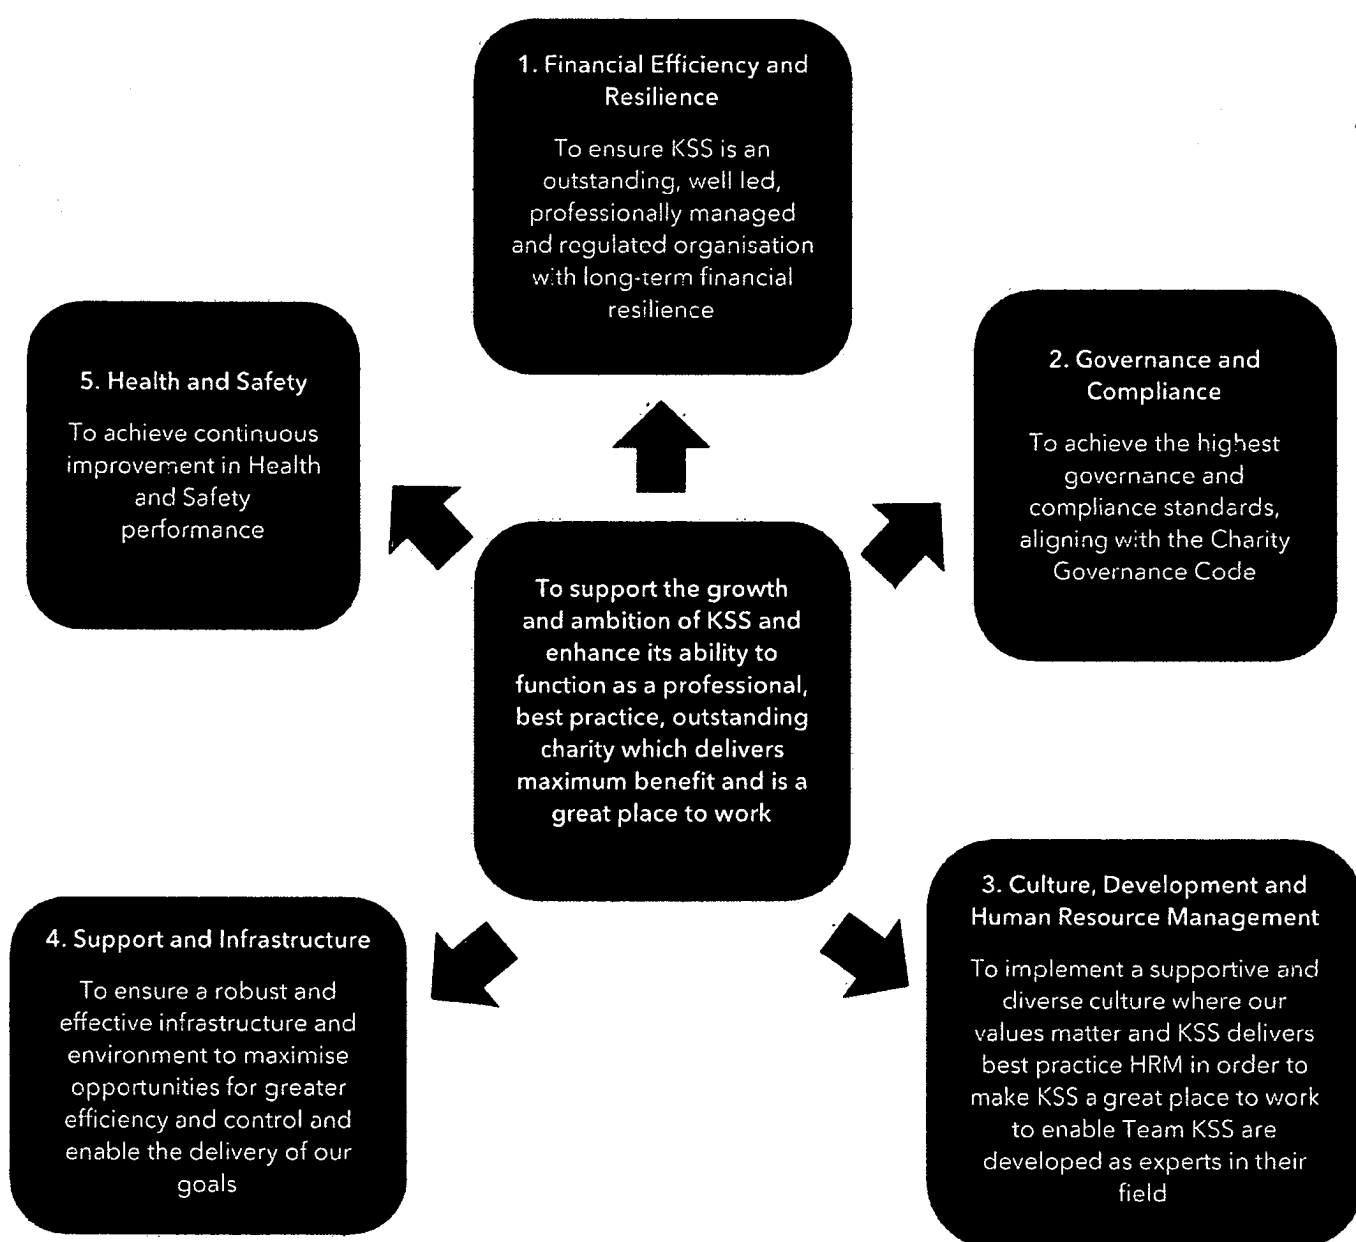 1. Financial Efficiency and
Resilience
To ensure KSS is an
outstanding, well led,
professionally managed
and regulated organisation
with long-term financial
resilience
2. Governance and
Compliance
To achieve the highest
governance and
compliance standards,
aligning with the Charity
Governance Code
5. Health and Safety
To achieve continuous
improvement in Health
and Safety
performance
To support the growth
and ambition of KSS and
enhance its ability to
function as a professional,
best practice, outstanding
charity which delivers
maximum benefit and is a
great place to work
3. Culture, Development and
Human Resource Management
To implement a supportive and
diverse culture where our
values matter and KSS delivers
best practice HRM in order to
make KSS a great place to work
to enable Team KSS are
developed as experts in their
field
4. Support and Infrastructure
To ensure a robust and
effective infrastructure and
environment to maximise
opportunities for greater
efficiency and control and
enable the delivery of our
goals